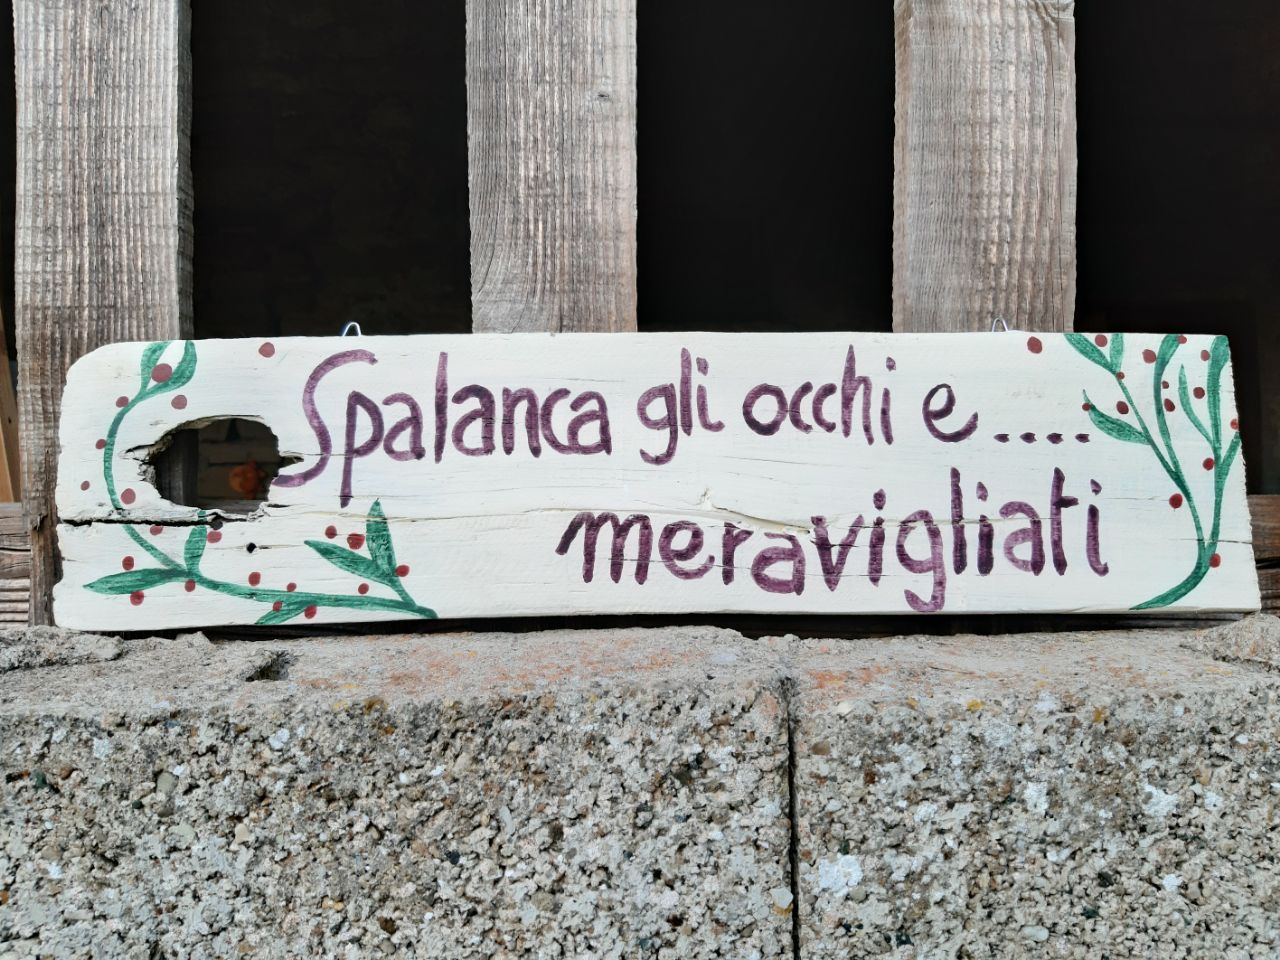 Spalanca gli occhi e....
meravigliati